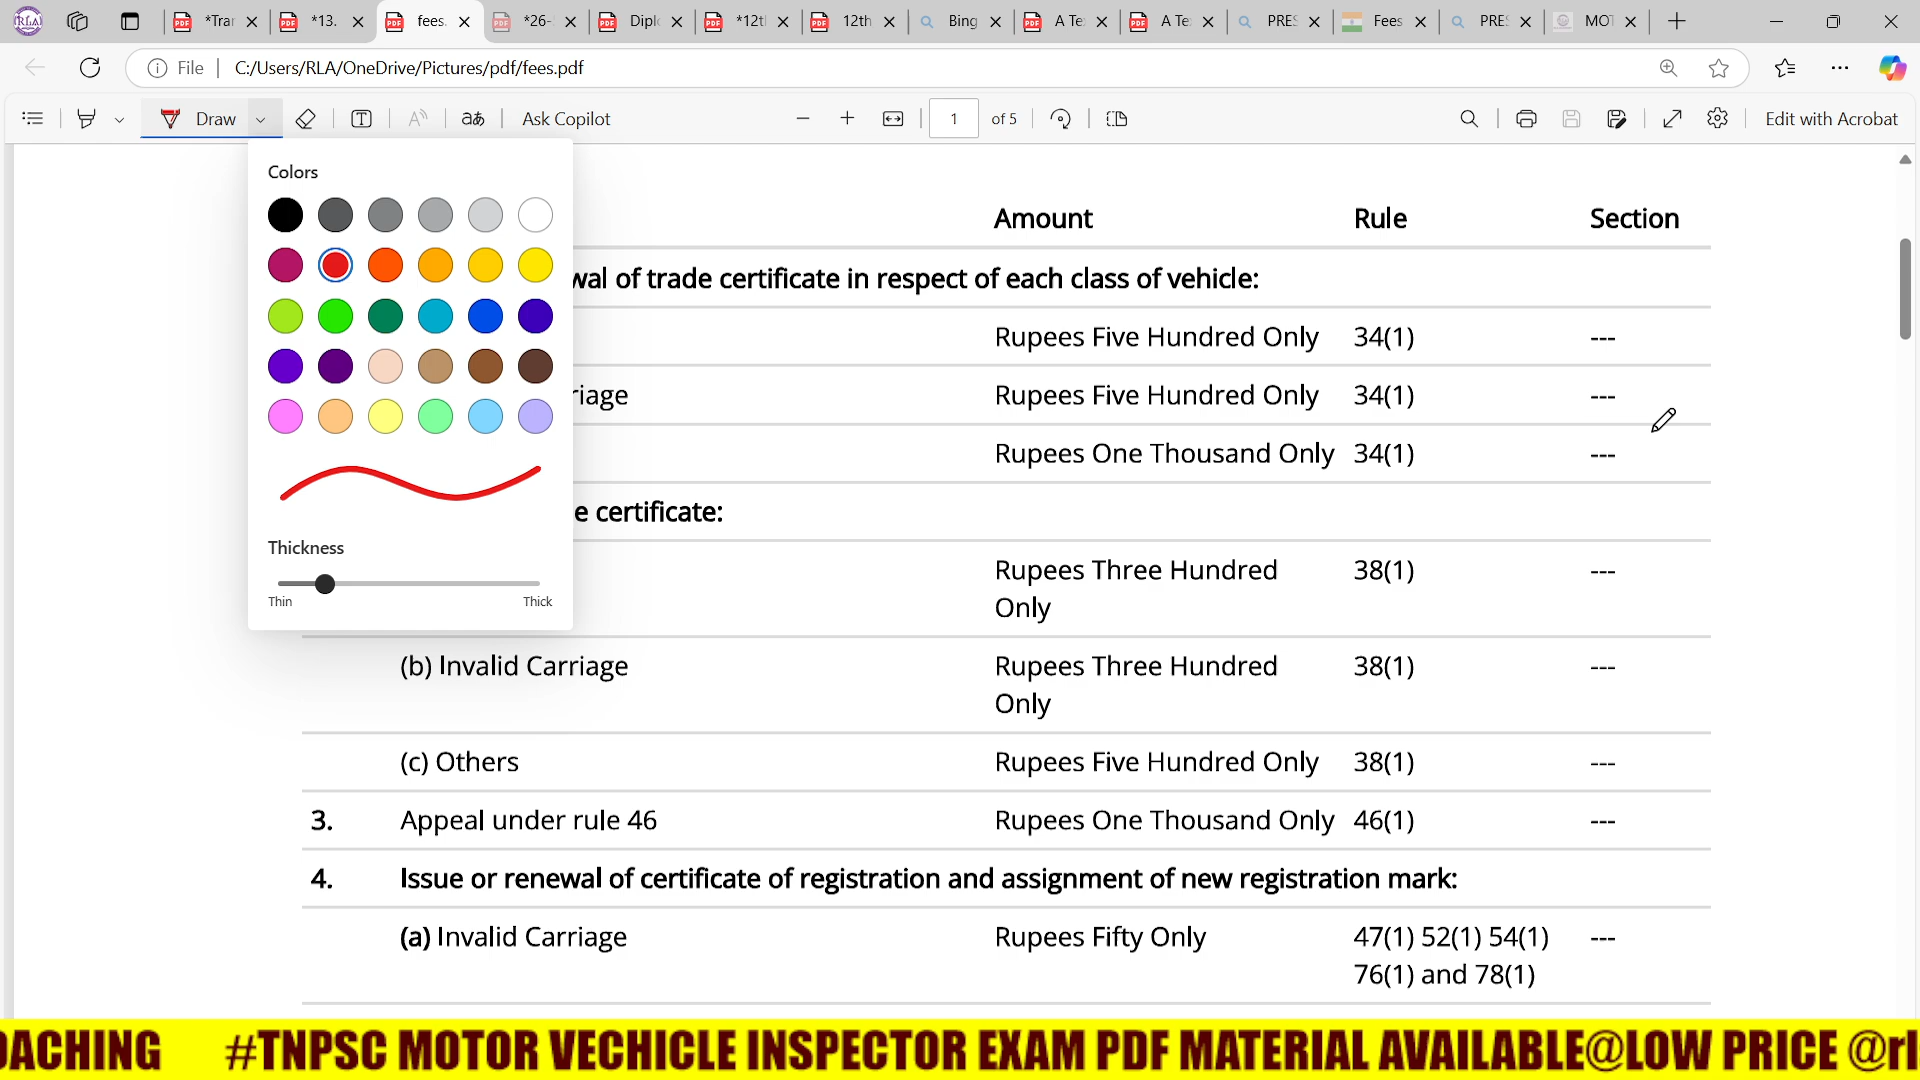 *Trar
*13.
fees.
*26-
Diplo
*12th
12th
Bing
A Te
A Te
PRES
Fees
PRE
MOT
File
C:/Users/RLA/OneDrive/Pictures/pdf/fees.pdf
Draw
Ask Copilot
1 of 5
Edit with Acrobat
Colors
Thickness
Thin Thick
Amount Rule Section
wal of trade certificate in respect of each class of vehicle:
Rupees Five Hundred Only 34(1) ---
riage Rupees Five Hundred Only 34(1) ---
Rupees One Thousand Only 34(1) ---
e certificate:
Rupees Three Hundred Only 38(1) ---
(b) Invalid Carriage Rupees Three Hundred Only 38(1) ---
(c) Others Rupees Five Hundred Only 38(1) ---
3. Appeal under rule 46 Rupees One Thousand Only 46(1) ---
4. Issue or renewal of certificate of registration and assignment of new registration mark:
(a) Invalid Carriage Rupees Fifty Only 47(1) 52(1) 54(1) ---
76(1) and 78(1)
OACHING #TNPSC MOTOR VECHICLE INSPECTOR EXAM PDF MATERIAL AVAILABLE@LOW PRICE @rl